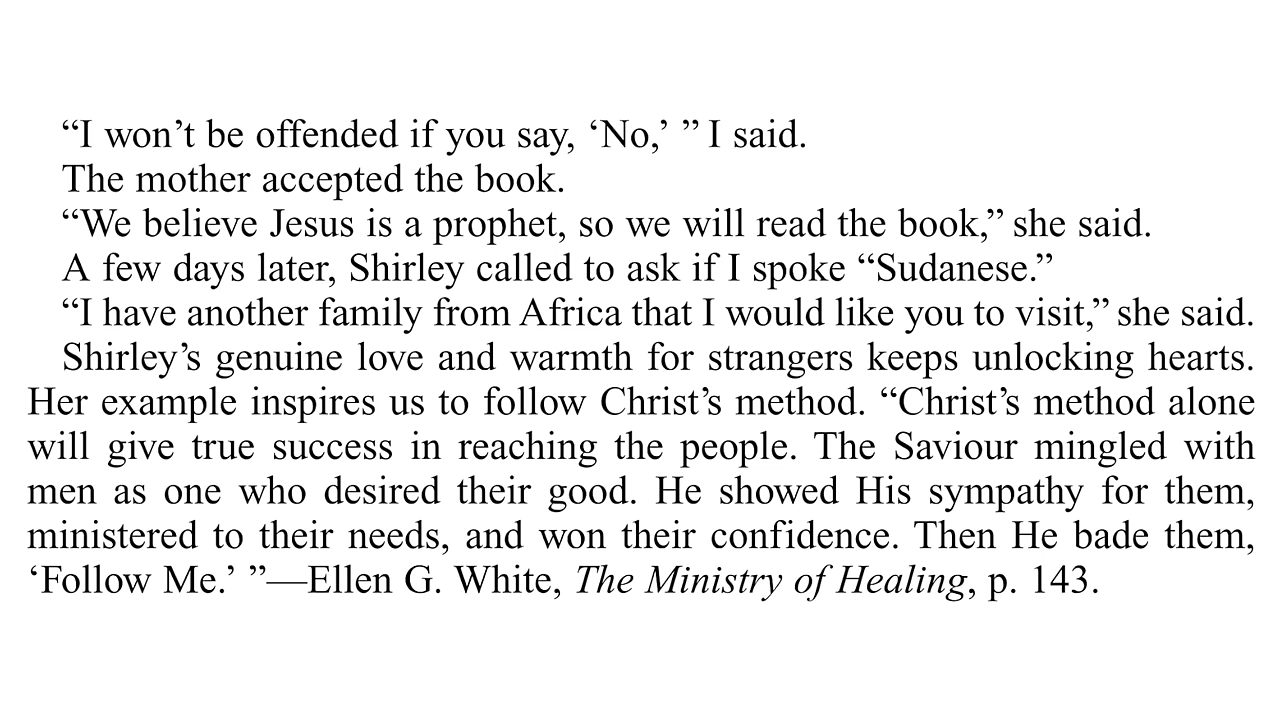 “I won’t be offended if you say, ‘No,’ ” I said.
The mother accepted the book.
“We believe Jesus is a prophet, so we will read the book,” she said.
A few days later, Shirley called to ask if I spoke “Sudanese.”
“I have another family from Africa that I would like you to visit,” she said.
Shirley’s genuine love and warmth for strangers keeps unlocking hearts.
Her example inspires us to follow Christ’s method. “Christ’s method alone
will give true success in reaching the people. The Saviour mingled with
men as one who desired their good. He showed His sympathy for them,
ministered to their needs, and won their confidence. Then He bade them,
‘Follow Me.’ ”—Ellen G. White, The Ministry of Healing, p. 143.